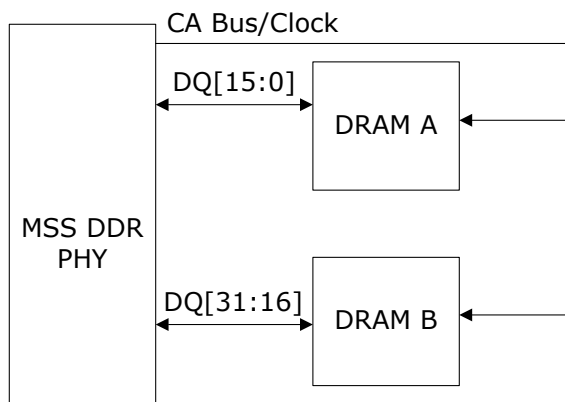 CA Bus/Clock
DQ[15:0]
DRAM A
MSS DDR
PHY
DQ[31:16]
DRAM B